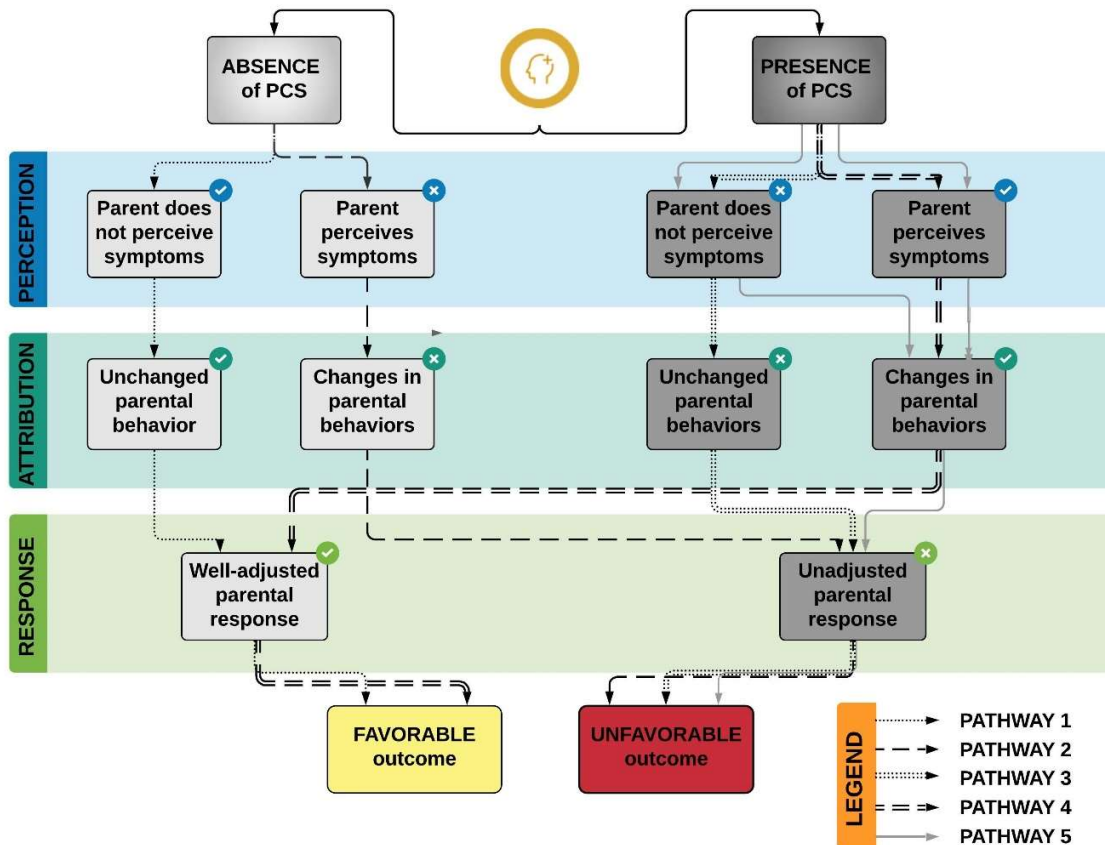 ABSENCE
of PCS
PRESENCE
of PCS
PERCEPTION
Parent does
not perceive
symptoms
Parent
perceives
symptoms
Parent does
not perceive
symptoms
Parent
perceives
symptoms
ATTRIBUTION
Unchanged
parental
behavior
Changes in
parental
behaviors
Unchanged
parental
behaviors
Changes in
parental
behaviors
RESPONSE
Well-adjusted
parental
response
Unadjusted
parental
response
FAVORABLE
outcome
UNFAVORABLE
outcome
LEGEND
PATHWAY 1
PATHWAY 2
PATHWAY 3
PATHWAY 4
PATHWAY 5